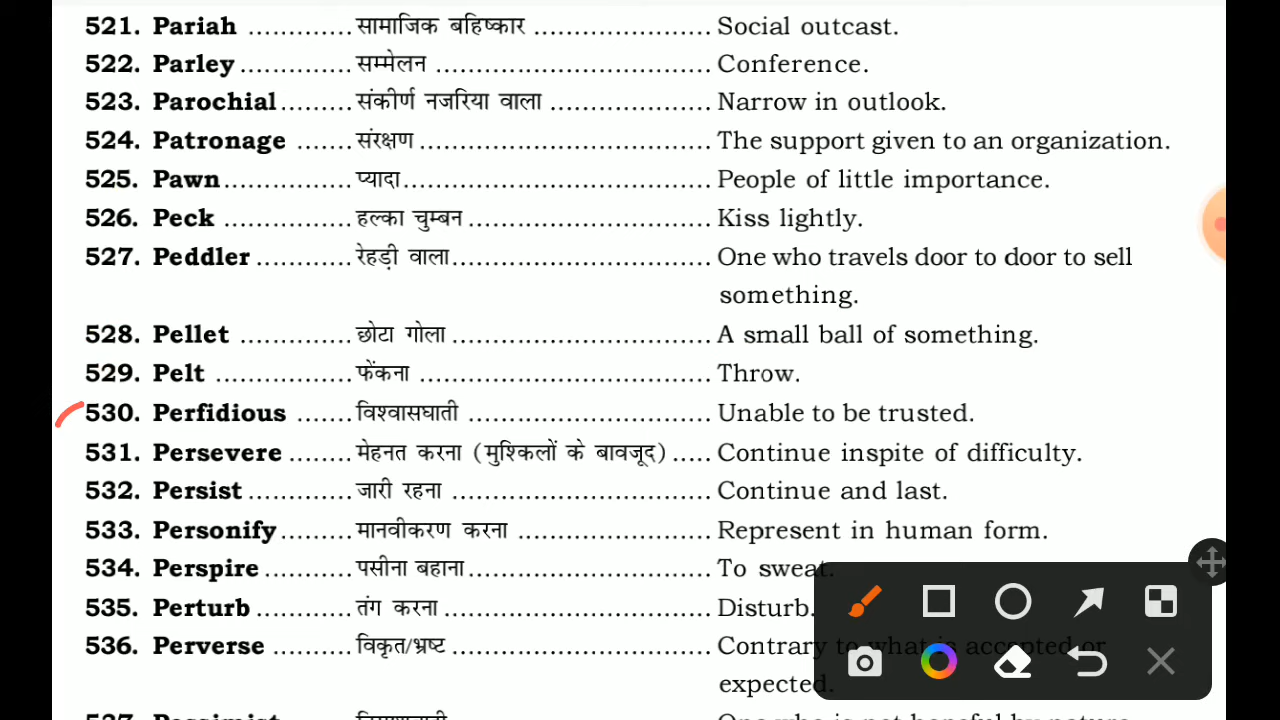 521. Pariah .............सामाजिक बहिष्कार ...................... Social outcast.
522. Parley ..............सम्मेलन .................................. Conference.
523. Parochial.........संकीर्ण नजरिया वाला .................... Narrow in outlook.
524. Patronage .......संरक्षण .................................... The support given to an organization.
525. Pawn................प्यादा...................................... People of little importance.
526. Peck ................हल्का चुम्बन .............................. Kiss lightly.
527. Peddler ............रेहड़ी वाला................................ One who travels door to door to sell
something.
528. Pellet ..............छोटा गोला ................................ A small ball of something.
529. Pelt .................फेंकना .................................... Throw.
530. Perfidious .......विश्वासघाती .............................. Unable to be trusted.
531. Persevere ........मेहनत करना (मुश्किलों के बावजूद) ..... Continue inspite of difficulty.
532. Persist .............जारी रहना ................................ Continue and last.
533. Personify.........मानवीकरण करना ........................ Represent in human form.
534. Perspire ...........पसीना बहाना.............................. To sweat.
535. Perturb ............तंग करना ................................. Disturb.
536. Perverse ..........विकृत/भ्रष्ट ................................ Contrary to what is accepted or
expected.